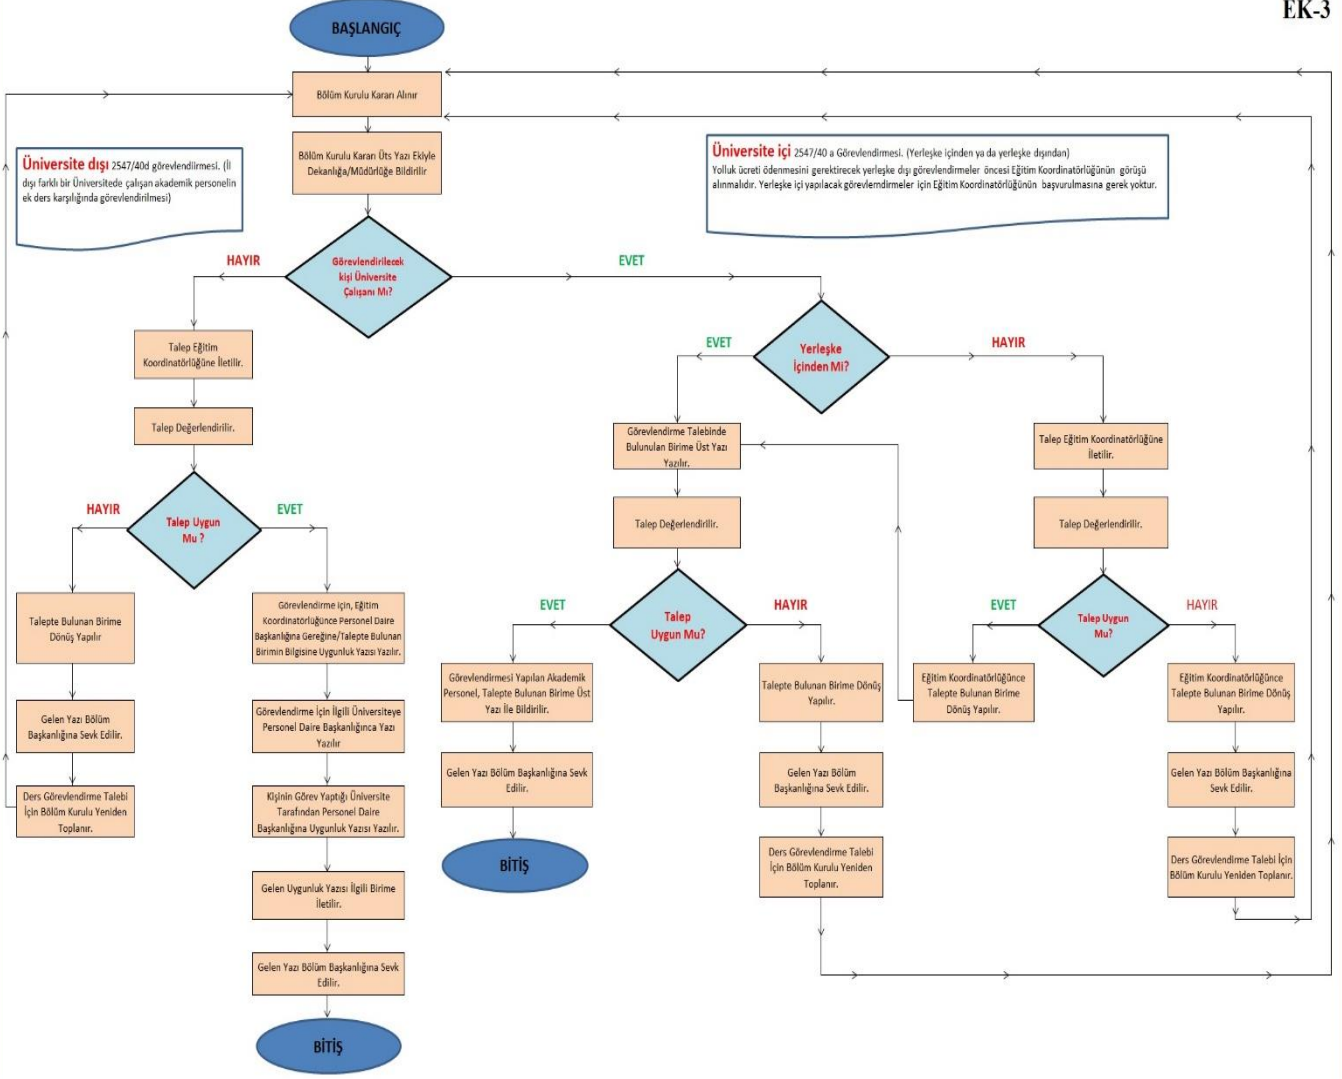 EK-3
BAŞLANGIÇ
Bölüm Kurulu Kararı Alınır
Bölüm Kurulu Kararı Üts Yazı Ekiyle
Dekanlığa/Müdürlüğe Bildirilir
Üniversite dışı 2547/40d görevlendiirmesi. (İl
dışı farklı bir Üniversitede çalışan akademik personelin
ek ders karşılığında görevlendirilmesi)
Üniversite içi 2547/40 a Görevlendirmesi. (Yerleşke içinden ya da yerleşke dışından)
Yolluk ücreti ödenmesini gerektirecek yerleşke dışı görevlendirmeler öncesi Eğitim Koordinatörlüğünün görüşü
alınmalıdır. Yerleşke içi yapılacak görevlerndirmeler için Eğitim Koordinatörlüğünün başvurulmasına gerek yoktur.
HAYIR
Görevlendirilecek
kişi Üniversite
Çalışanı Mı?
EVET
Talep Eğitim
Koordinatörlüğüne İletilir.
Talep Değerlendirilir.
HAYIR
Talep Uygun
Mu ?
EVET
Talepte Bulunan Birime
Dönüş Yapılır
Gelen Yazı Bölüm
Başkanlığına Sevk Edilir.
Ders Görevlendirme Talebi
İçin Bölüm Kurulu Yeniden
Toplanır.
Görevlendirme için, Eğitim
Koordinatörlüğünce Personel Daire
Başkanlığına Gereğine/Talepte Bulunan
Birimin Bilgisine Uygunluk Yazısı Yazılır.
Görevlendirme İçin İlgili Üniversiteye
Personel Daire Başkanlığınca Yazı
Yazılır
Kişinin Görev Yaptığı Üniversite
Tarafından Personel Daire
Başkanlığına Uygunluk Yazısı Yazılır.
Gelen Uygunluk Yazısı İlgili Birime
İletilir.
Gelen Yazı Bölüm Başkanlığına Sevk
Edilir.
BİTİŞ
EVET
Yerleşke
İçinden Mi?
HAYIR
Görevlendirme Talebinde
Bulunulan Birime Üst Yazı
Yazılır.
Talep Değerlendirilir.
EVET
Talep
Uygun Mu?
HAYIR
Görevlendirmesi Yapılan Akademik
Personel, Talepte Bulunan Birime Üst
Yazı İle Bildirilir.
Gelen Yazı Bölüm Başkanlığına Sevk
Edilir.
BİTİŞ
Talepte Bulunan Birime Dönüş
Yapılır.
Gelen Yazı Bölüm
Başkanlığına Sevk Edilir.
Ders Görevlendirme Talebi
İçin Bölüm Kurulu Yeniden
Toplanır.
Talep Eğitim Koordinatörlüğüne
İletilir.
Talep Değerlendirilir.
EVET
Talep Uygun
Mu?
HAYIR
Eğitim Koordinatörlüğünce
Talepte Bulunan Birime
Dönüş Yapılır.
Eğitim Koordinatörlüğünce
Talepte Bulunan Birime Dönüş
Yapılır.
Gelen Yazı Bölüm Başkanlığına
Sevk Edilir.
Ders Görevlendirme Talebi İçin
Bölüm Kurulu Yeniden Toplanır.